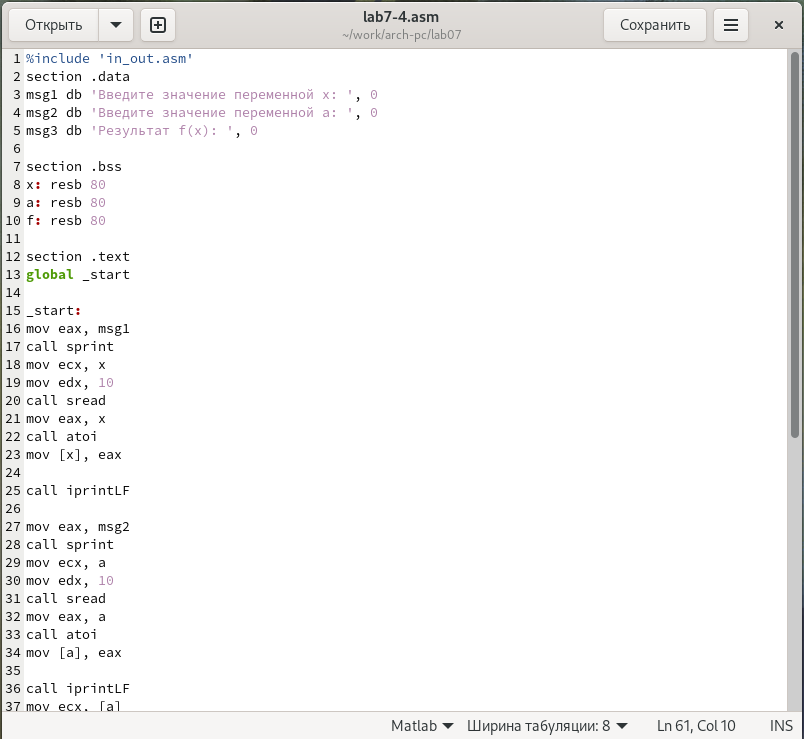 Открыть
lab7-4.asm
~/work/arch-pc/lab07
Сохранить
1 %include 'in_out.asm'
2 section .data
3 msg1 db 'Введите значение переменной x: ', 0
4 msg2 db 'Введите значение переменной a: ', 0
5 msg3 db 'Результат f(x): ', 0
6
7 section .bss
8 x: resb 80
9 a: resb 80
10 f: resb 80
11
12 section .text
13 global _start
14
15 _start:
16 mov eax, msg1
17 call sprint
18 mov ecx, x
19 mov edx, 10
20 call sread
21 mov eax, x
22 call atoi
23 mov [x], eax
24
25 call iprintLF
26
27 mov eax, msg2
28 call sprint
29 mov ecx, a
30 mov edx, 10
31 call sread
32 mov eax, a
33 call atoi
34 mov [a], eax
35
36 call iprintLF
37 mov ecx, [a]
Matlab Ширина табуляции: 8 Ln 61, Col 10 INS